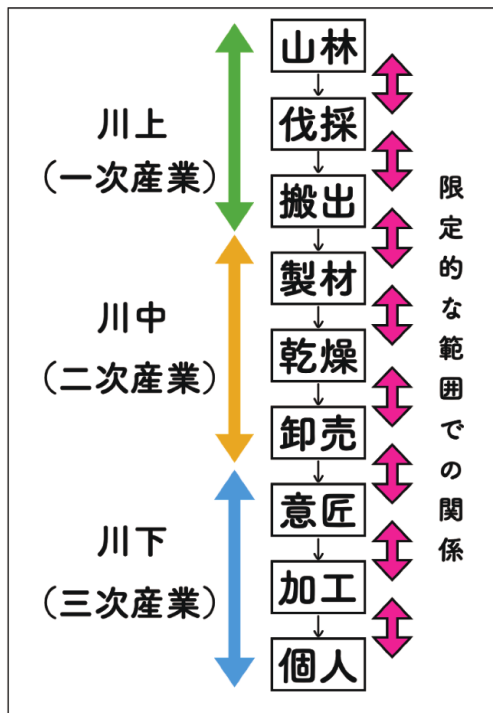 川上
（一次産業）
川中
（二次産業）
川下
（三次産業）
山林
伐採
搬出
製材
乾燥
卸売
意匠
加工
個人
限定的な範囲での関係